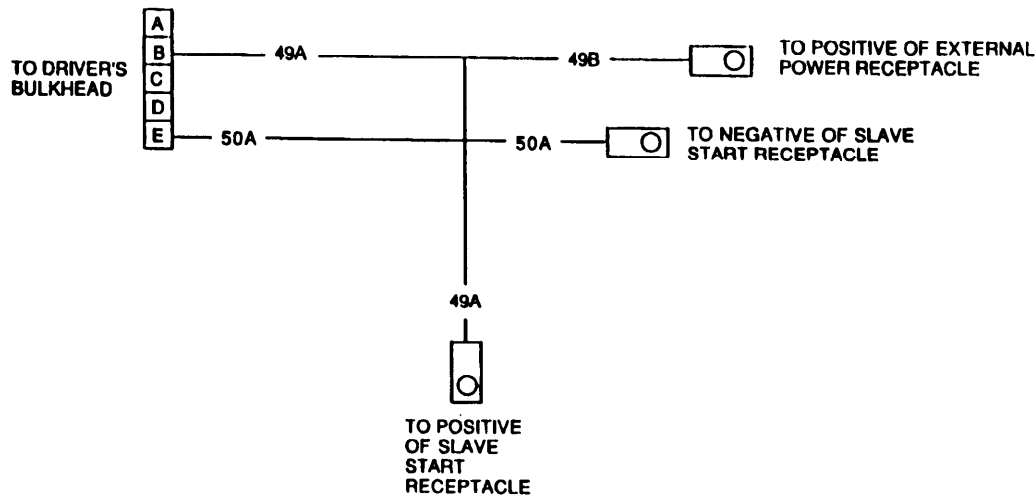 A
B
C
D
E
TO DRIVER'S
BULKHEAD
49A
49B
TO POSITIVE OF EXTERNAL
POWER RECEPTACLE
50A
50A
TO NEGATIVE OF SLAVE
START RECEPTACLE
49A
TO POSITIVE
OF SLAVE
START
RECEPTACLE